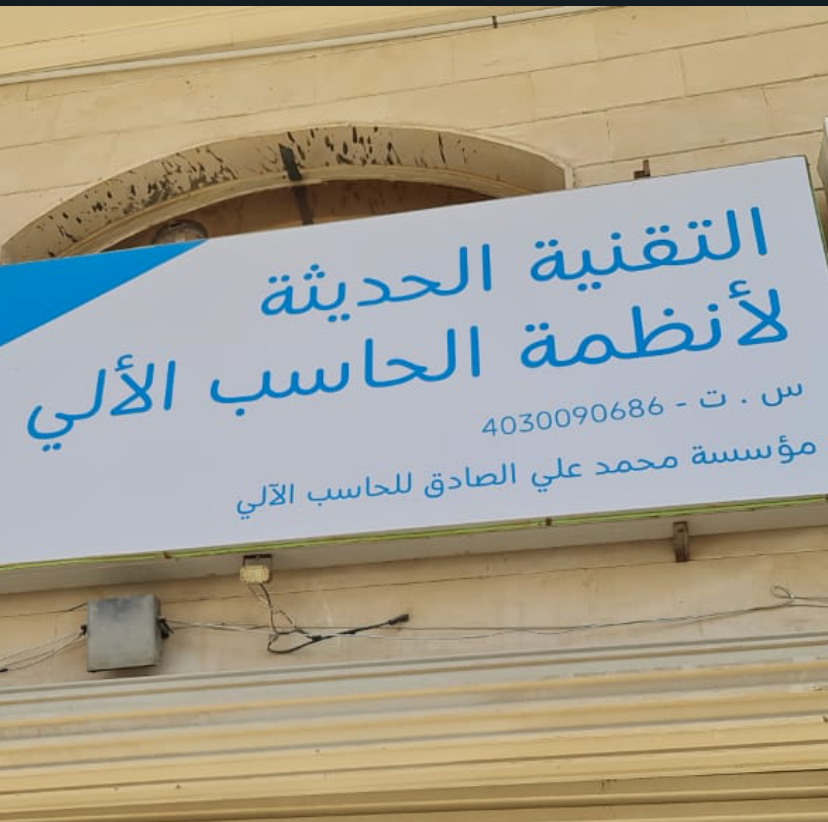 التقنية الحديثة
لأنظمة الحاسب الألي
س . ت - 4030090686
مؤسسة محمد علي الصادق للحاسب الآلي